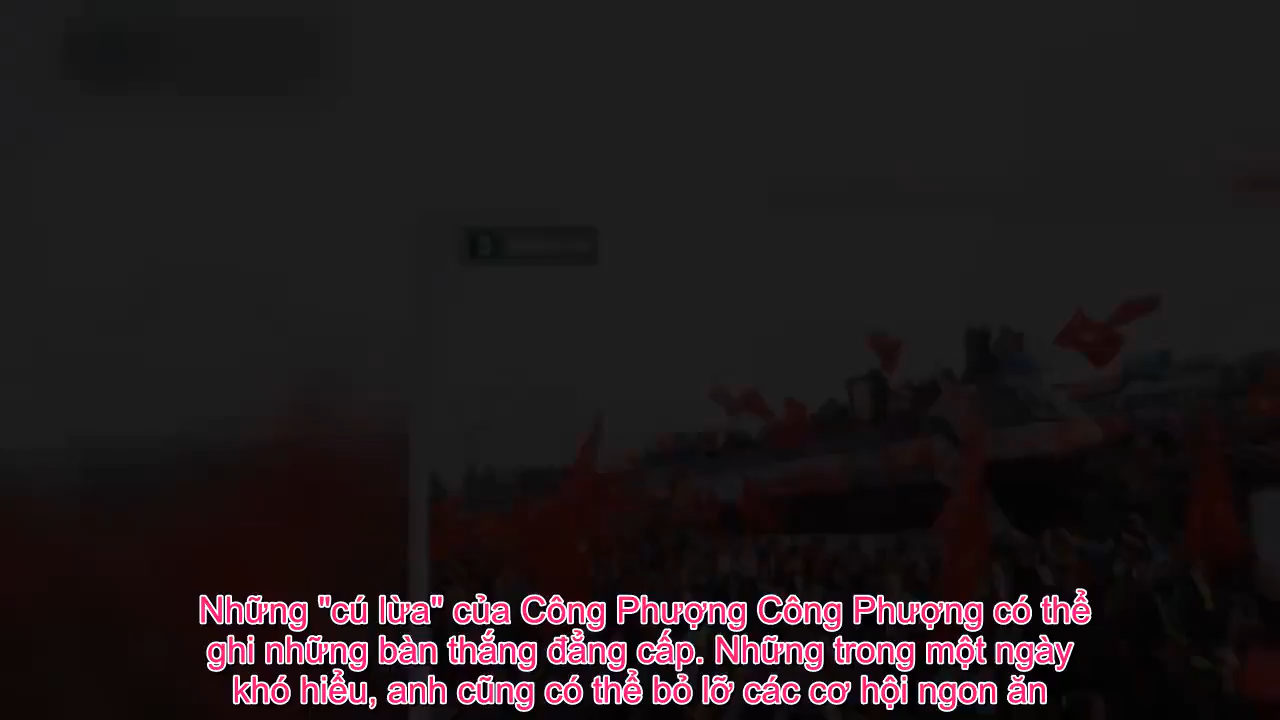 Những "cú lừa" của Công Phượng Công Phượng có thể
ghi những bàn thắng đẳng cấp. Những trong một ngày
khó hiểu, anh cũng có thể bỏ lỡ các cơ hội ngon ăn